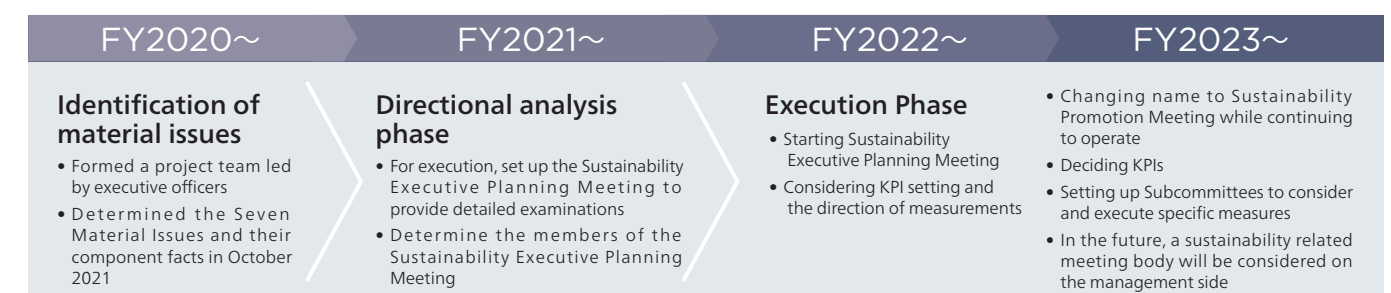 FY2020～
FY2021～
FY2022～
FY2023～
Identification of
material issues
• Formed a project team led
by executive officers
• Determined the Seven
Material Issues and their
component facts in October
2021
Directional analysis
phase
• For execution, set up the Sustainability
Executive Planning Meeting to
provide detailed examinations
• Determine the members of the
Sustainability Executive Planning
Meeting
Execution Phase
• Starting Sustainability
Executive Planning Meeting
• Considering KPI setting and
the direction of measurements
• Changing name to Sustainability
Promotion Meeting while continuing
to operate
• Deciding KPIs
• Setting up Subcommittees to consider
and execute specific measures
• In the future, a sustainability related
meeting body will be considered on
the management side